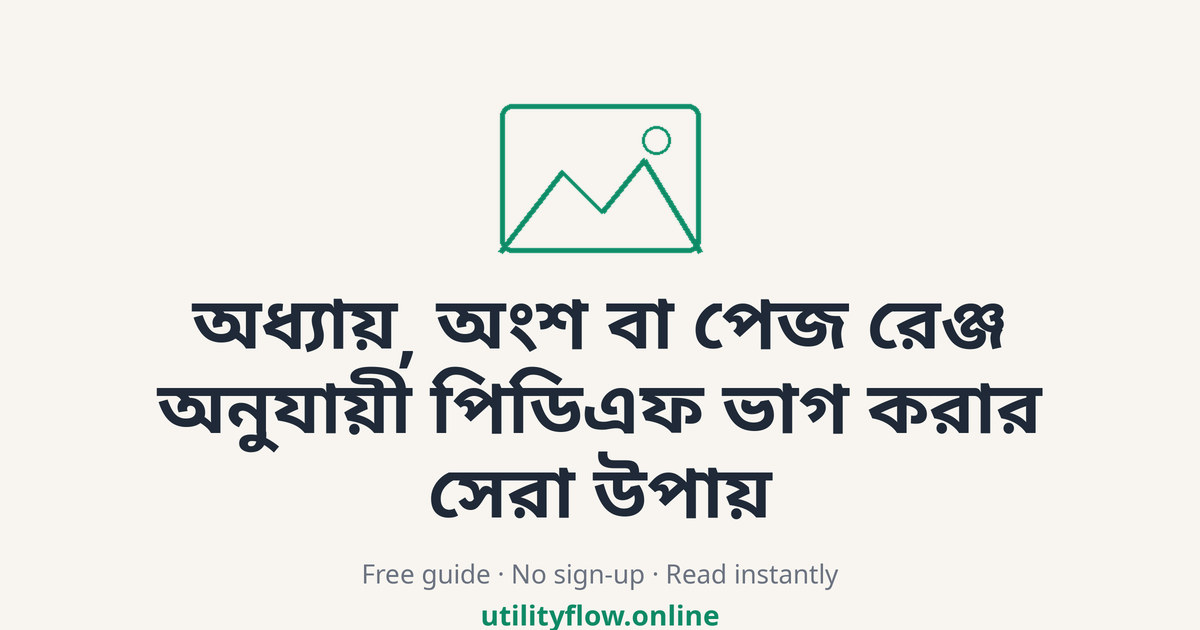 অধ্যায়, অংশ বা পেজ রেঞ্জ
অনুযায়ী পিডিএফ ভাগ করার
সেরা উপায়
Free guide · No sign-up · Read instantly
utilityflow.online